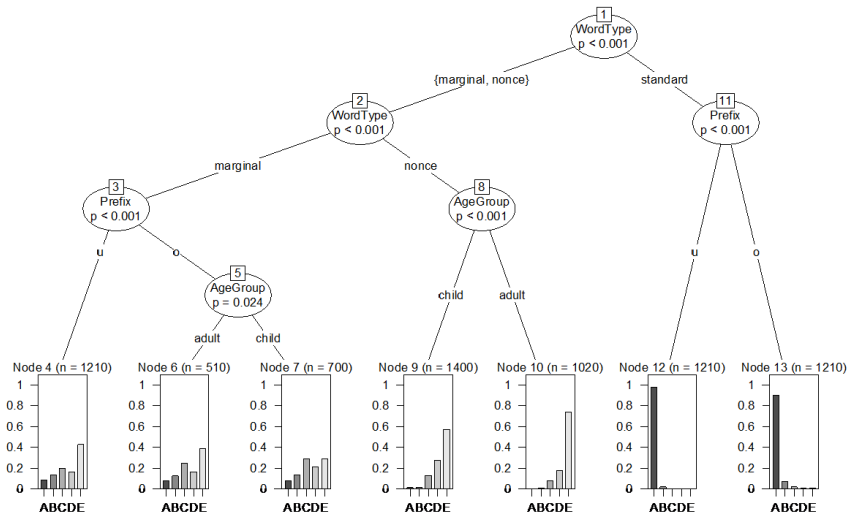 1
WordType
p < 0.001
{marginal, nonce}
standard
2
WordType
p < 0.001
11
Prefix
p < 0.001
marginal
nonce
3
Prefix
p < 0.001
8
AgeGroup
p < 0.001
u
o
u
o
5
AgeGroup
p = 0.024
child
adult
adult
child
Node 4 (n = 1210)
1
0.8
0.6
0.4
0.2
0
ABCDE
Node 6 (n = 510)
1
0.8
0.6
0.4
0.2
0
ABCDE
Node 7 (n = 700)
1
0.8
0.6
0.4
0.2
0
ABCDE
Node 9 (n = 1400)
1
0.8
0.6
0.4
0.2
0
ABCDE
Node 10 (n = 1020)
1
0.8
0.6
0.4
0.2
0
ABCDE
Node 12 (n = 1210)
1
0.8
0.6
0.4
0.2
0
ABCDE
Node 13 (n = 1210)
1
0.8
0.6
0.4
0.2
0
ABCDE